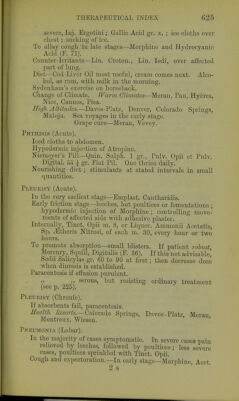 THERAPEUTICAL INDEX 625
severe, Inj. Ergotini; Gallic Acid gr. x. ; ice cloths over
chest ; sucking of ice.
To allay cough in late stages—Morphine and Hydrocyanic
Acid (F. 71).
Counter-Irritants—Lin. Croton., Lin. Iodi, over affected
part of lung.
Diet—Cod-Liver Oil most useful, cream comes next. Alco-
hol, as rum, with milk in the morning.
Sydenham's exercise on horseback.
Change of Climate. Warm Climates—Meran, Pau, Hyères,
Nice, Cannes, Pisa.
High Altitudes.—Davos-Platz, Denver, Colorado Springs,
Maloja. Sea voyages in the early stage.
Grape cure—Meran, Vevey.
PHTHISIS (Acute).
Iced cloths to abdomen.
Hypodermic injection of Atropine.
Niemeyer's Pill—Quin. Sulph. 1 gr., Pulv. Opii et Pulv.
Digital. āā ½ gr. Fiat Pil. One thrice daily.
Nourishing diet ; stimulants at stated intervals in small
quantities.
PLEURISY (Acute).
In the very earliest stage—Emplast. Cantharidis.
Early friction stage—leeches, hot poultices or fomentations ;
hypodermic injection of Morphine ; controlling move-
ments of affected side with adhesive plaster.
Internally, Tinct. Opii m. 8, or Liquor. Ammonii Acetatis,
Sp. Ætheris Nitrosi, of each m. 30, every hour or two
hours.
To promote absorption—small blisters. If patient robust,
Mercury, Squill, Digitalis (F. 36). If this not advisable,
Sodii Salicylas gr. 60 to 90 at first ; then decrease dose
when diuresis is established.
Paracentesis if effusion purulent.
„ „ serous, but resisting ordinary treatment
(see p. 225).
PLEURISY (Chronic).
If absorbents fail, paracentesis.
Health Resorts.—Colorado Springs, Davos-Platz, Meran,
Montreux, Wiesen.
PNEUMONIA (Lobar).
In the majority of cases symptomatic. In severe cases pain
relieved by leeches, followed by poultices ; less severe
cases, poultices sprinkled with Tinct. Opii.
Cough and expectoration.—In early stage—Morphine, Acet.
2 S